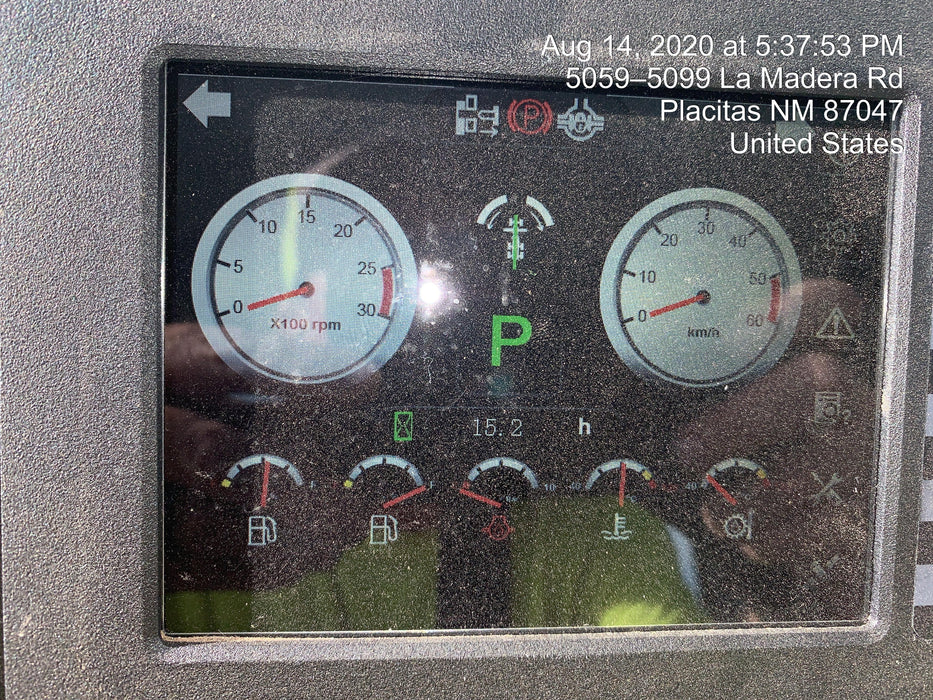 Aug 14, 2020 at 5:37:53 PM
5059–5099 La Madera Rd
Placitas NM 87047
United States
P
0 5 10 15 20 25 30
X100 rpm
0 10 20 30 40 50 60
km/h
P
15.2 h